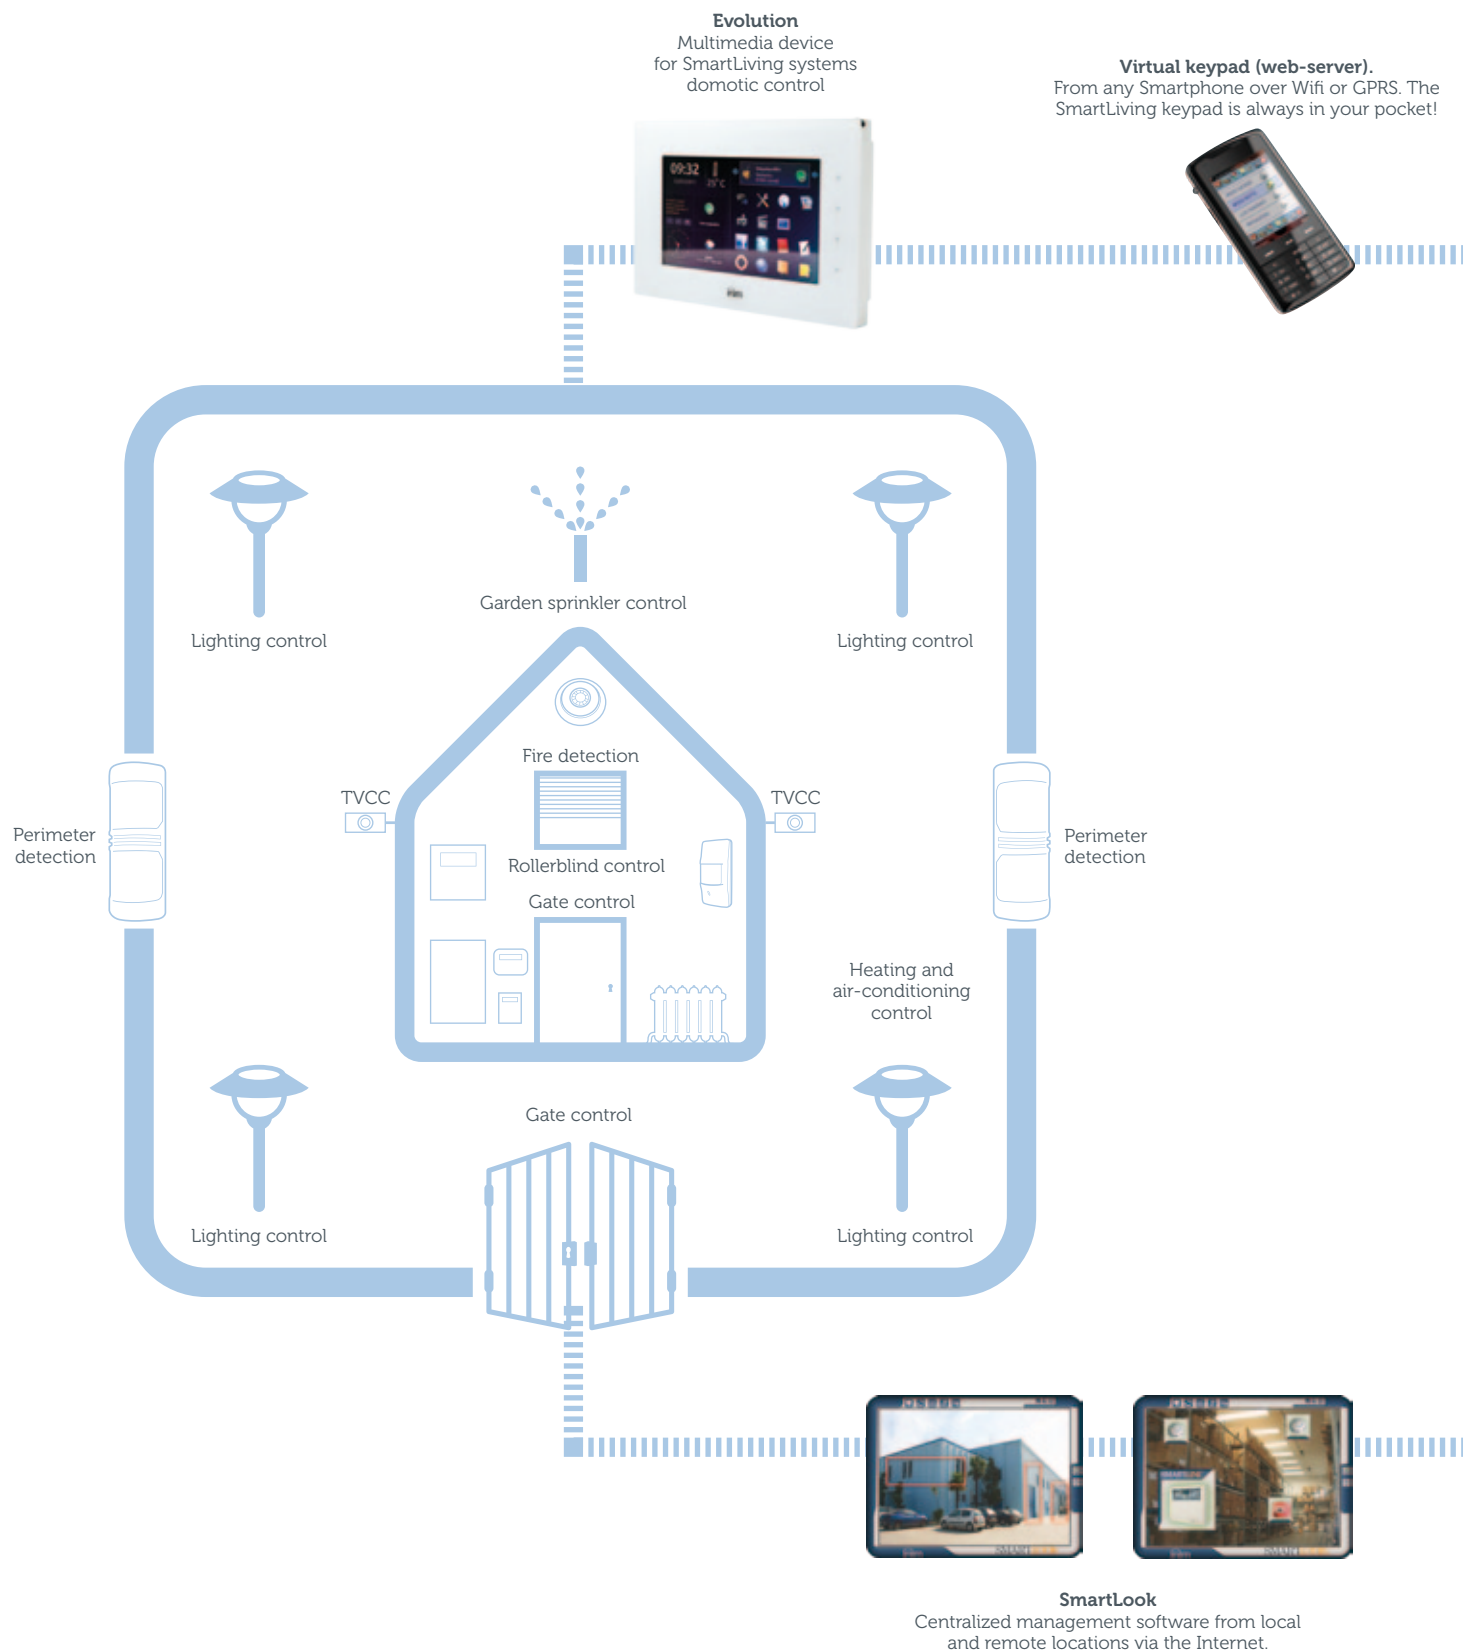 Evolution
Multimedia device
for SmartLiving systems
domotic control
Virtual keypad (web-server).
From any Smartphone over Wifi or GPRS. The
SmartLiving keypad is always in your pocket!
09:32
25°C
Garden sprinkler control
Lighting control
Lighting control
Fire detection
TVCC
TVCC
Perimeter
detection
Perimeter
detection
Rollerblind control
Gate control
Heating and
air-conditioning
control
Gate control
Lighting control
Lighting control
SmartLook
Centralized management software from local
and remote locations via the Internet.